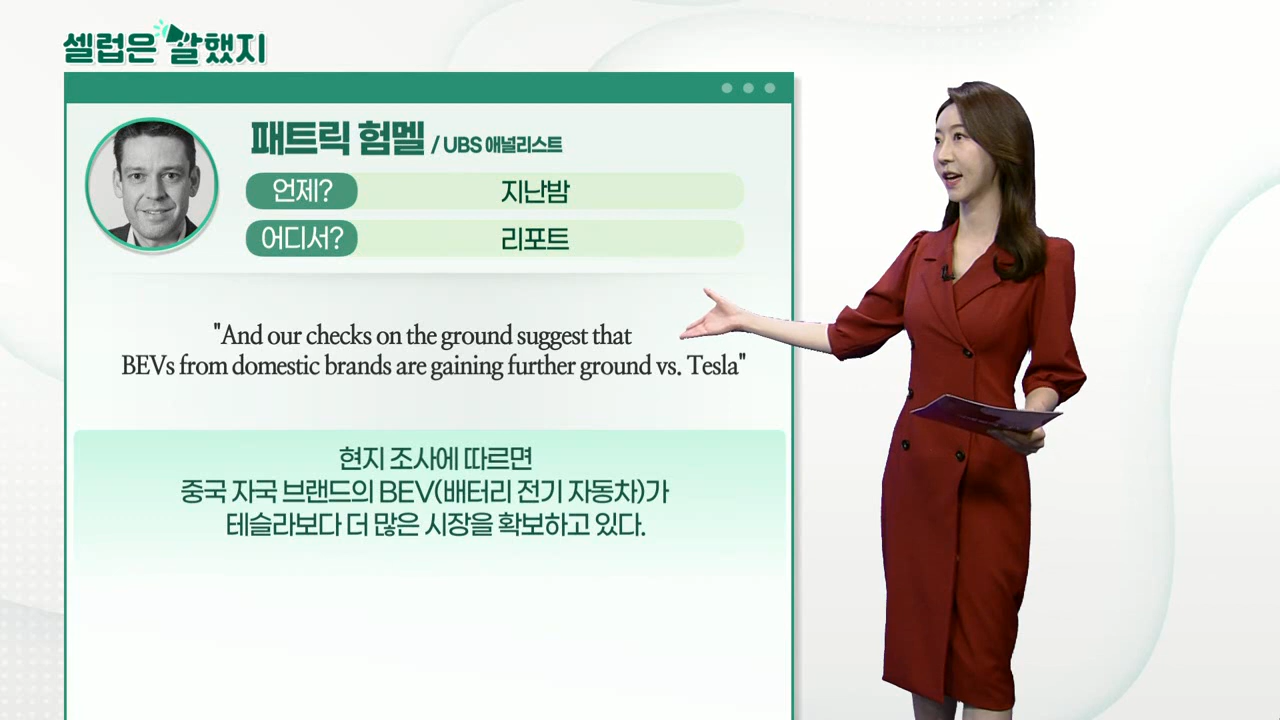 셀럽은 말했지
패트릭 험멜 / UBS 애널리스트
언제? 지난밤
어디서? 리포트
"And our checks on the ground suggest that
BEVs from domestic brands are gaining further ground vs. Tesla"
현지 조사에 따르면
중국 자국 브랜드의 BEV(배터리 전기 자동차)가
테슬라보다 더 많은 시장을 확보하고 있다.